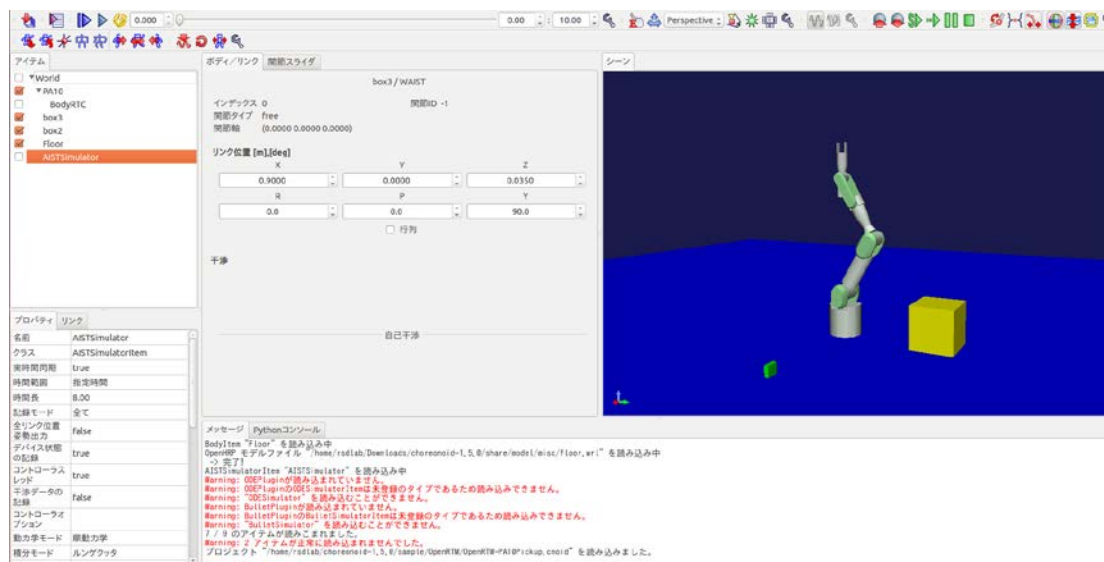 0.000
0.00
10.00
Perspective
アイテム
World
PA10
BodyRTC
box3
box2
Floor
AISTSimulator
ボディ／リンク 関節スライダ
box3 / WAIST
インデックス 0 関節ID -1
関節タイプ free
関節軸 (0.0000 0.0000 0.0000)
リンク位置 [m],[deg]
X Y Z
0.9000 0.0000 0.0350
R P Y
0.0 0.0 90.0
行列
干渉
自己干渉
シーン
プロパティ リンク
名前 AISTSimulator
クラス AISTSimulatorItem
実時間同期 true
時間範囲 指定時間
時間長 8.00
記録モード 全て
全リンク位置
姿勢出力 false
デバイス状態
の記録 true
コントローラス
レッド true
干渉データの
記録 false
コントローラオ
プション
動力学モード 順動力学
積分モード ルンゲクッタ
メッセージ Pythonコンソール
BodyItem "Floor" を読み込み中
OpenHRP モデルファイル "/home/rsdlab/Downloads/choreonoid-1.5.0/share/model/misc/floor.wrl" を読み込み中
-> 完了!
AISTSimulatorItem "AISTSimulator" を読み込み中
Warning: ODEPluginが読み込まれていません。
Warning: ODEPluginのODESimulatorItemは未登録のタイプであるため読み込みできません。
Warning: "ODESimulator" を読み込むことができません。
Warning: BulletPluginが読み込まれていません。
Warning: BulletPluginのBulletSimulatorItemは未登録のタイプであるため読み込みできません。
Warning: "BulletSimulator" を読み込むことができません。
7 / 9 のアイテムが読みこまれました。
Warning: 2 アイテムが正常に読み込まれませんでした。
プロジェクト "/home/rsdlab/choreonoid-1.5.0/sample/OpenRTM/OpenRTM-PA10Pickup.cnoid" を読み込みました。